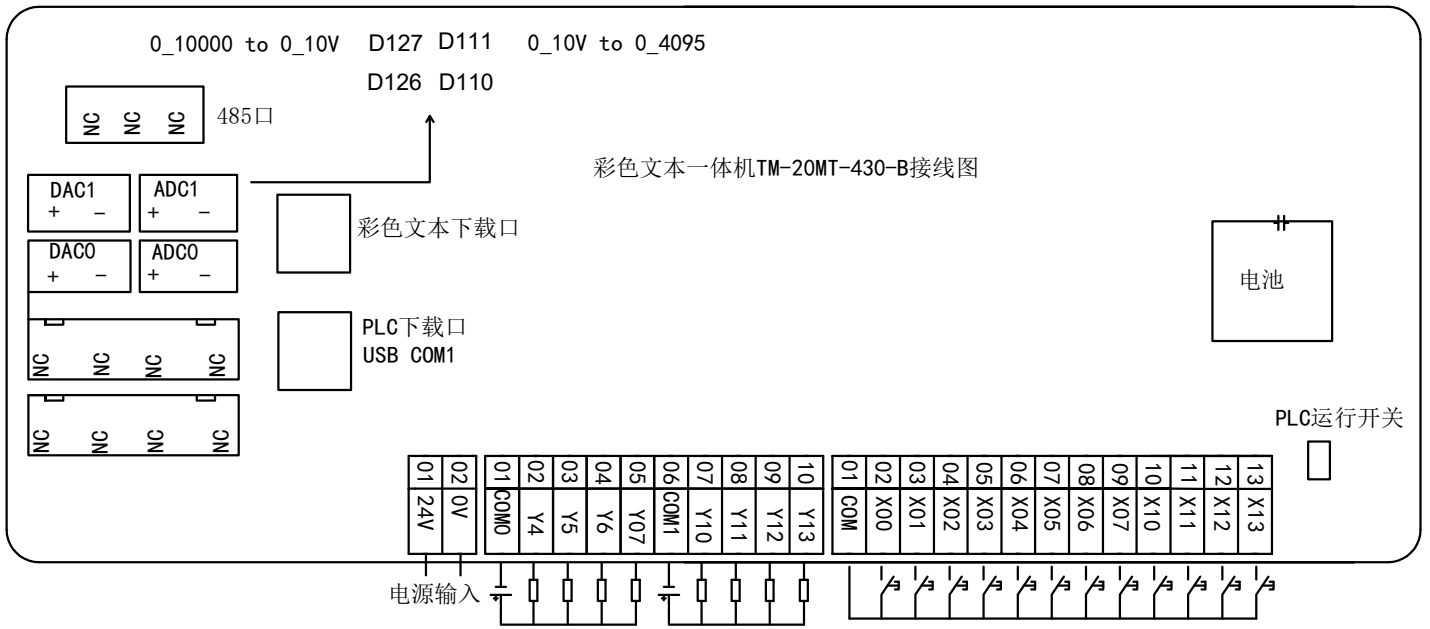 0_10000 to 0_10V D127 D111 0_10V to 0_4095
D126 D110
485口
NC NC NC
彩色文本一体机TM-20MT-430-B接线图
DAC1 ADC1
+ - + -
彩色文本下载口
DAC0 ADC0
+ - + -
电池
PLC下载口
USB COM1
NC NC NC NC
PLC运行开关
NC NC NC NC
01 02 01 02 03 04 05 06 07 08 09 10 01 02 03 04 05 06 07 08 09 10 11 12 13
24V 0V COM0 Y4 Y5 Y6 Y07 COM1 Y10 Y11 Y12 Y13 COM X00 X01 X02 X03 X04 X05 X06 X07 X10 X11 X12 X13
电源输入